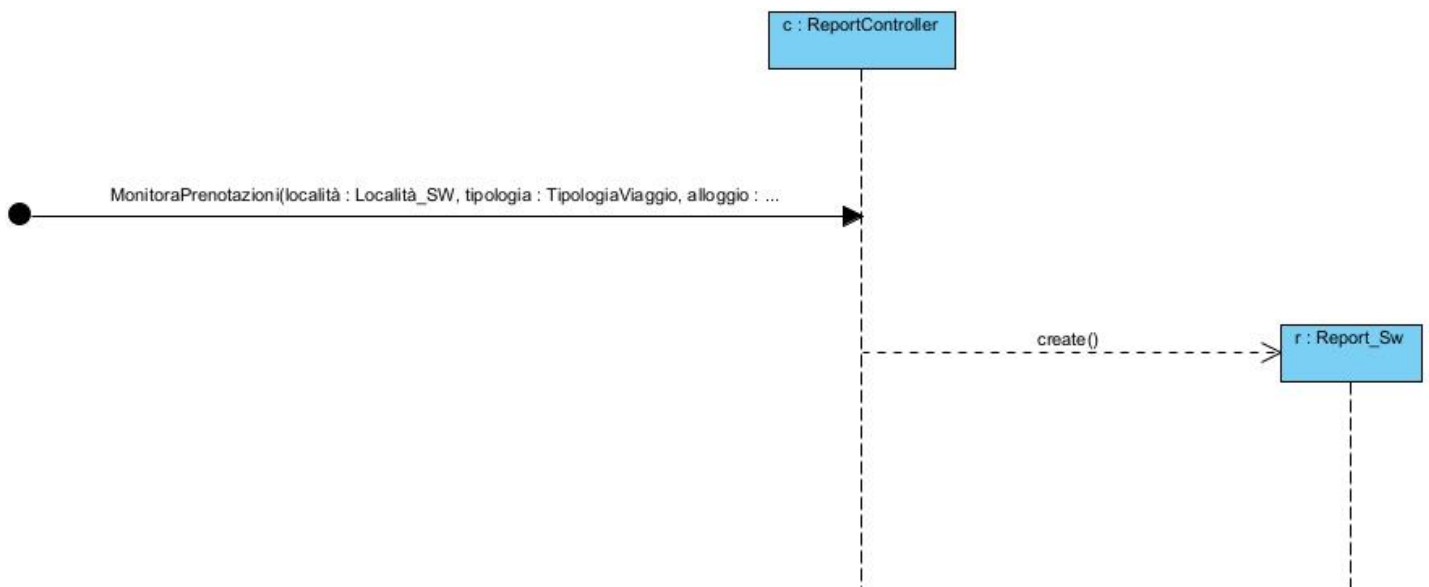 c : ReportController
MonitoraPrenotazioni(località : Località_SW, tipologia : TipologiaViaggio, alloggio : ...
create()
r : Report_Sw